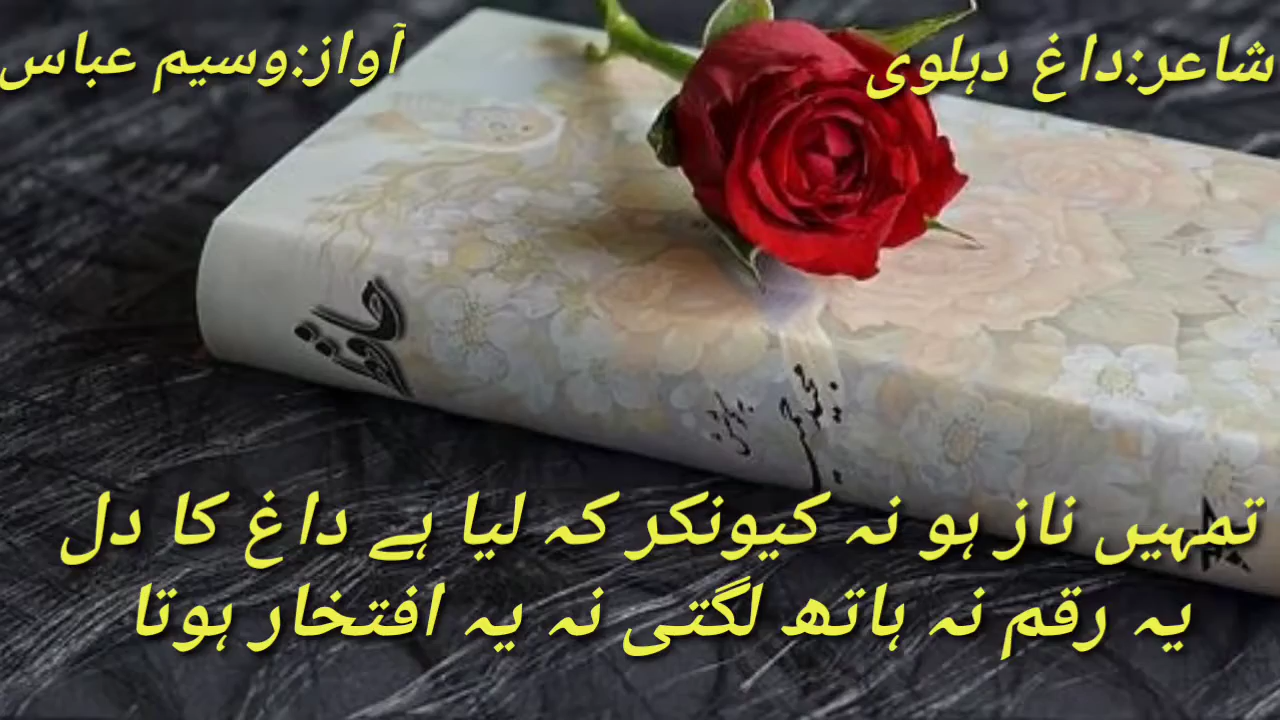 شاعر:داغ دہلوی
آواز:وسیم عباس
حافظ
تمہیں ناز ہو نہ کیونکر کہ لیا ہے داغ کا دل
یہ رقم نہ ہاتھ لگتی نہ یہ افتخار ہوتا